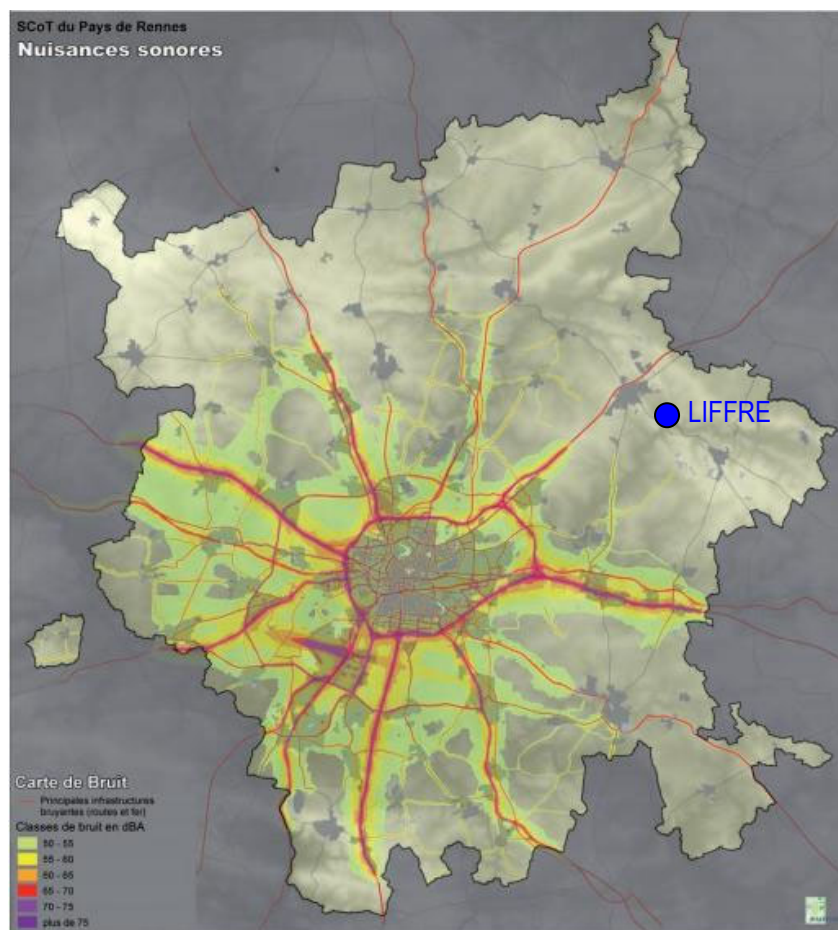 SCoT du Pays de Rennes
Nuisances sonores
LIFFRE
Carte de Bruit
Principales infrastructures
bruyantes (routes et fer)
Classes de bruit en dBA
50 - 55
55 - 60
60 - 65
65 - 70
70 - 75
plus de 75